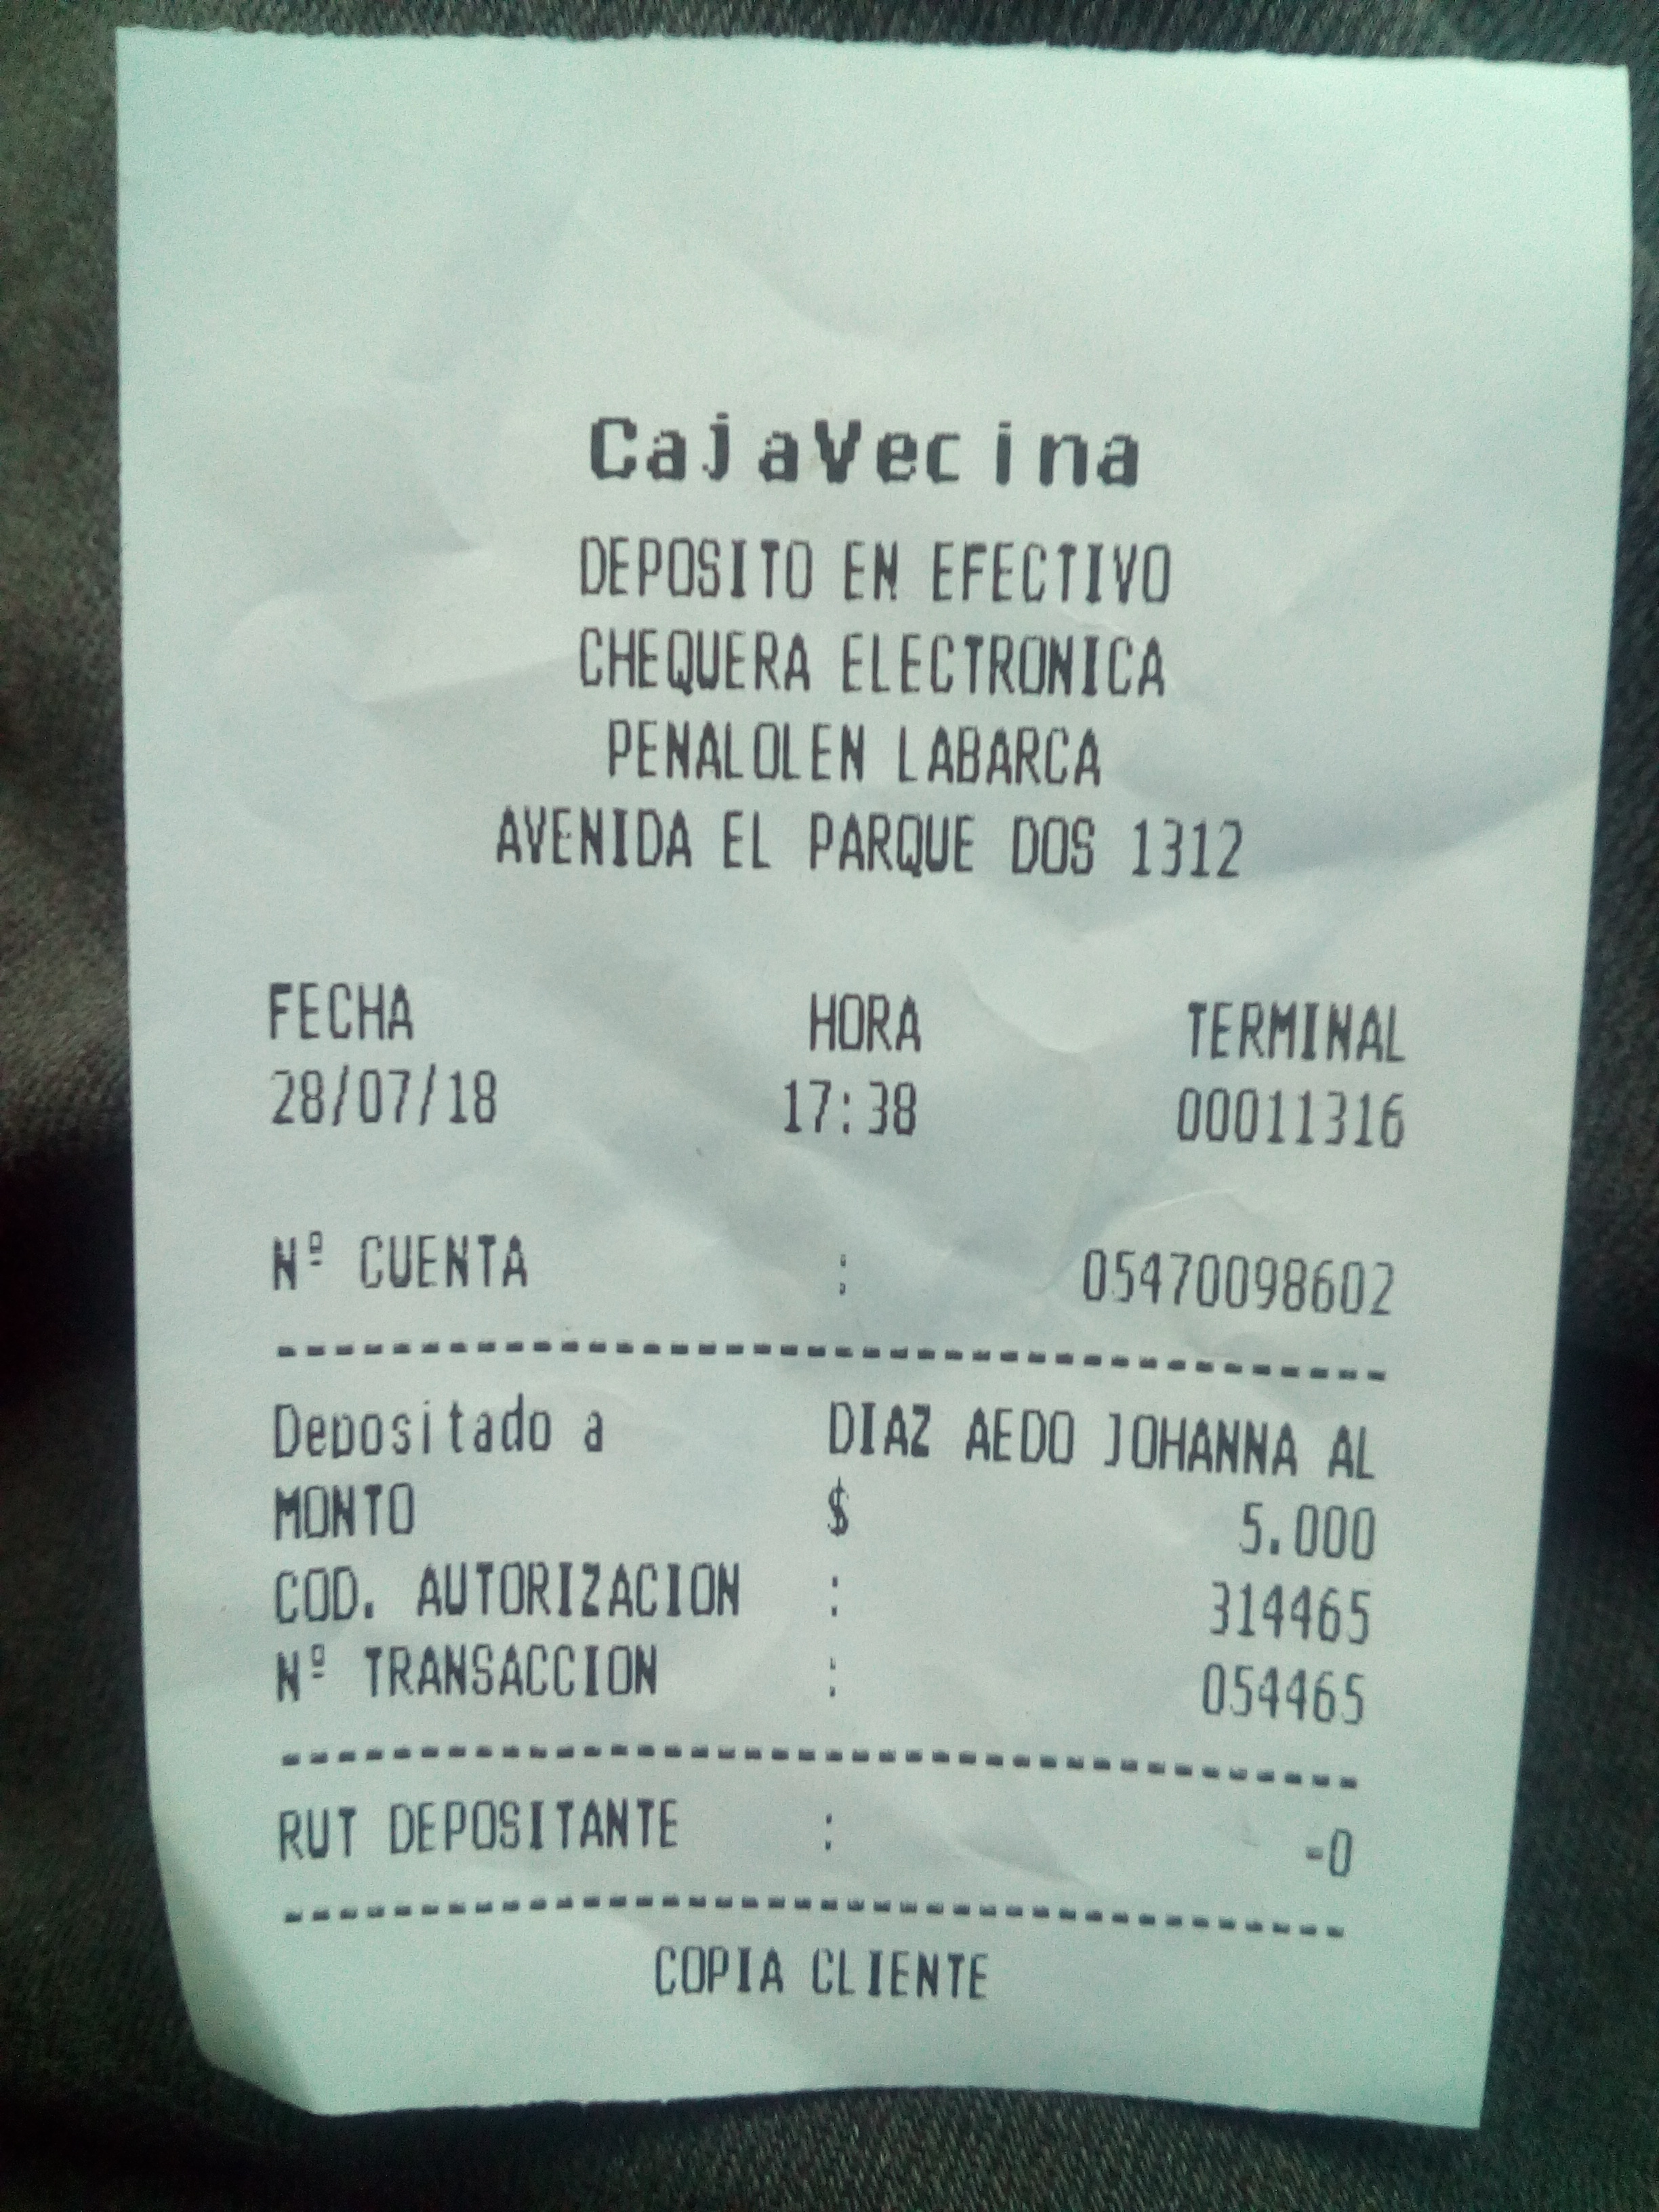 CajaVecina
DEPOSITO EN EFECTIVO
CHEQUERA ELECTRONICA
PENALOLEN LABARCA
AVENIDA EL PARQUE DOS 1312
FECHA HORA TERMINAL
28/07/18 17:38 00011316
Nº CUENTA : 05470098602
----------------------------------------
Depositado a DIAZ AEDO JOHANNA AL
MONTO $ 5.000
COD. AUTORIZACION : 314465
Nº TRANSACCION : 054465
----------------------------------------
RUT DEPOSITANTE : -0
----------------------------------------
COPIA CLIENTE